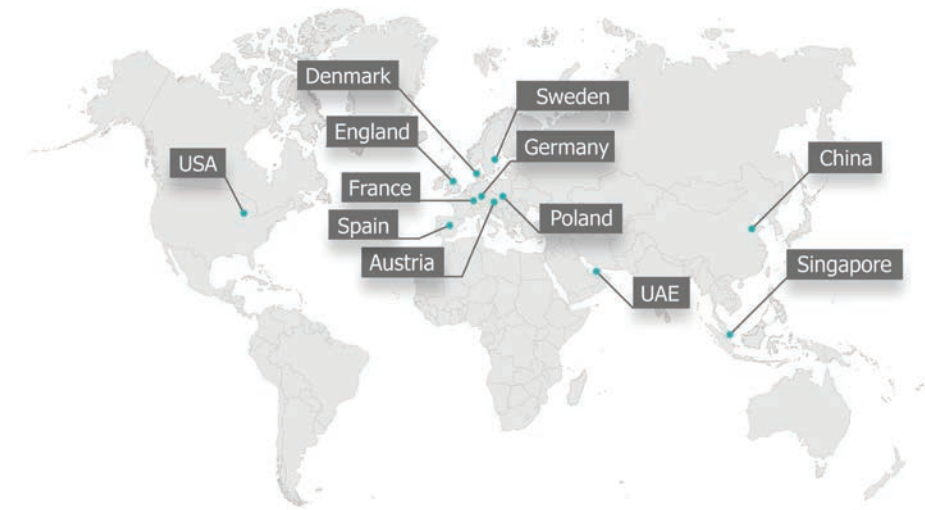 Denmark
Sweden
England
Germany
USA
China
France
Spain
Poland
Austria
Singapore
UAE